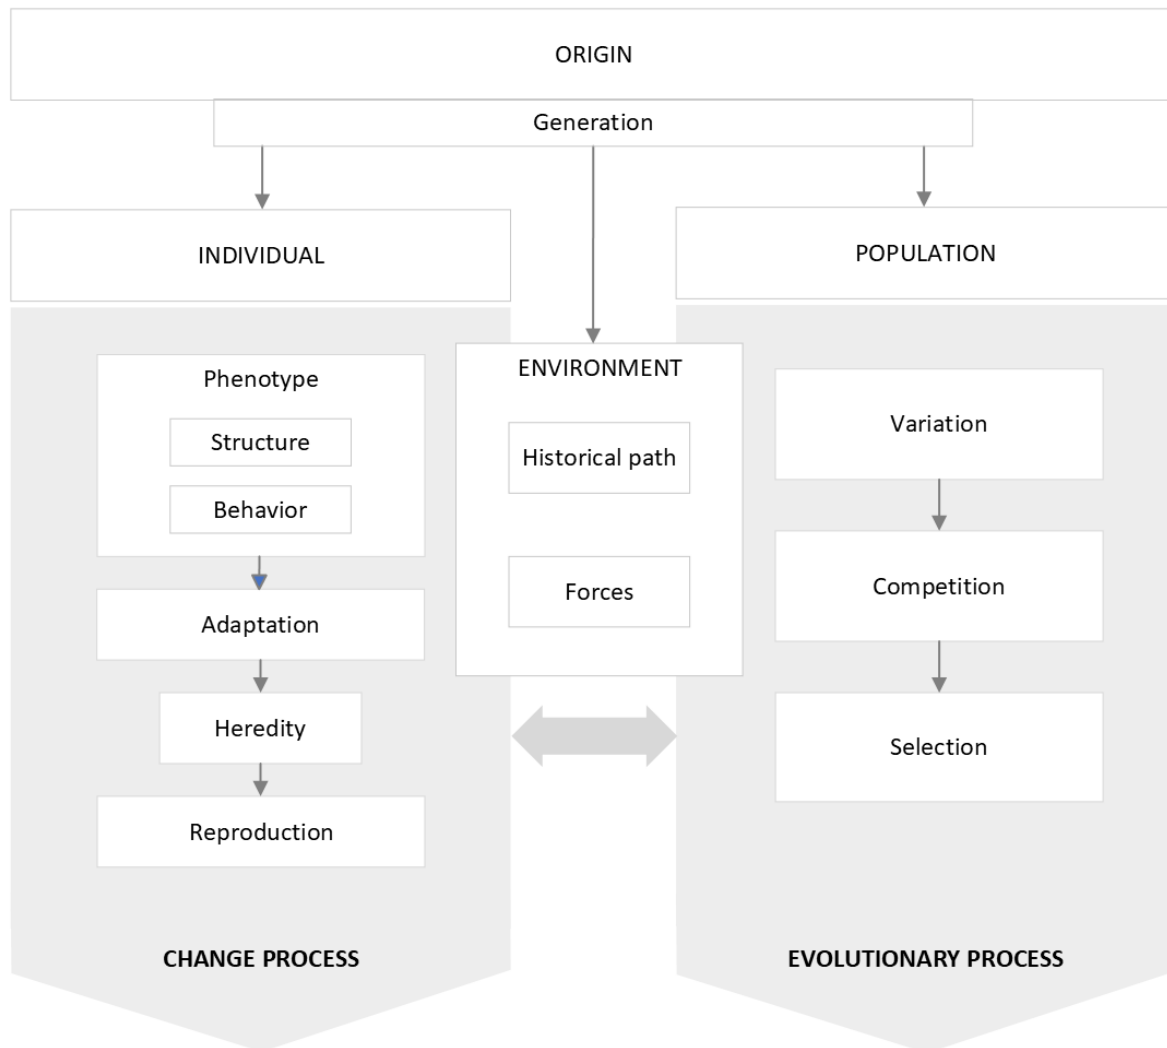 ORIGIN
Generation
INDIVIDUAL
POPULATION
Phenotype
Structure
Behavior
Adaptation
Heredity
Reproduction
CHANGE PROCESS
ENVIRONMENT
Historical path
Forces
Variation
Competition
Selection
EVOLUTIONARY PROCESS